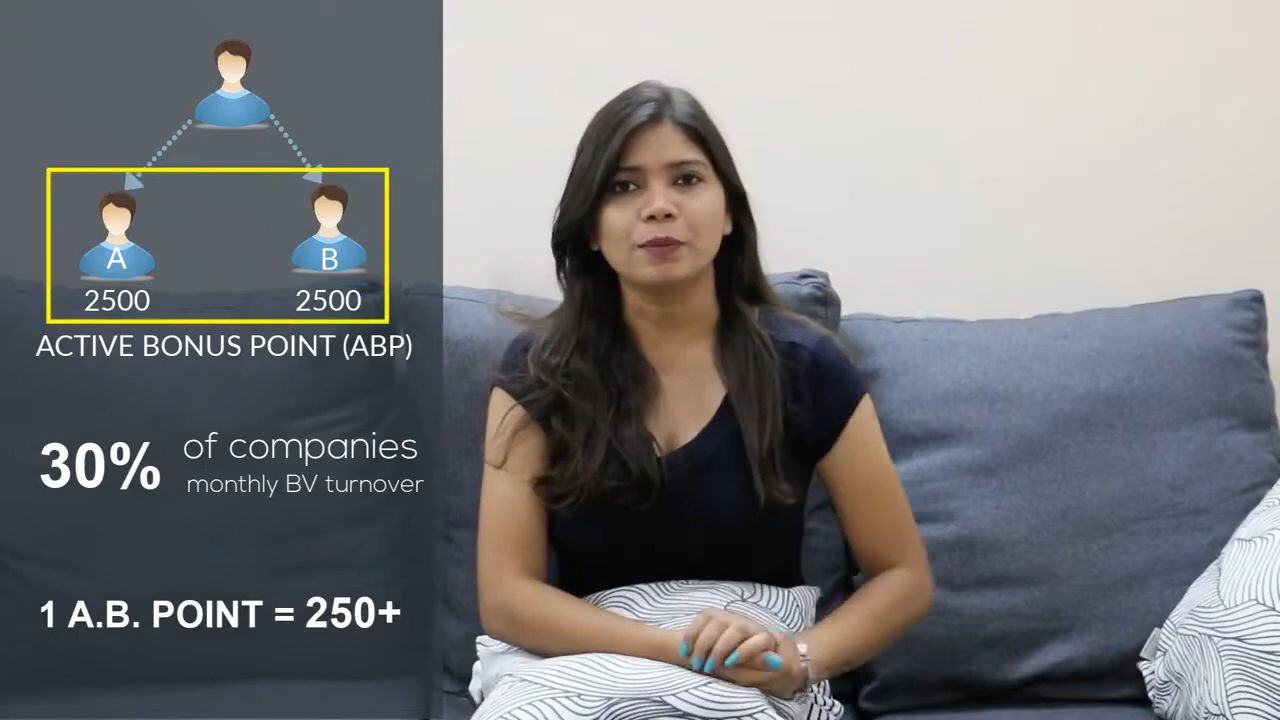 A B
2500 2500
ACTIVE BONUS POINT (ABP)
30% of companies
monthly BV turnover
1 A.B. POINT = 250+